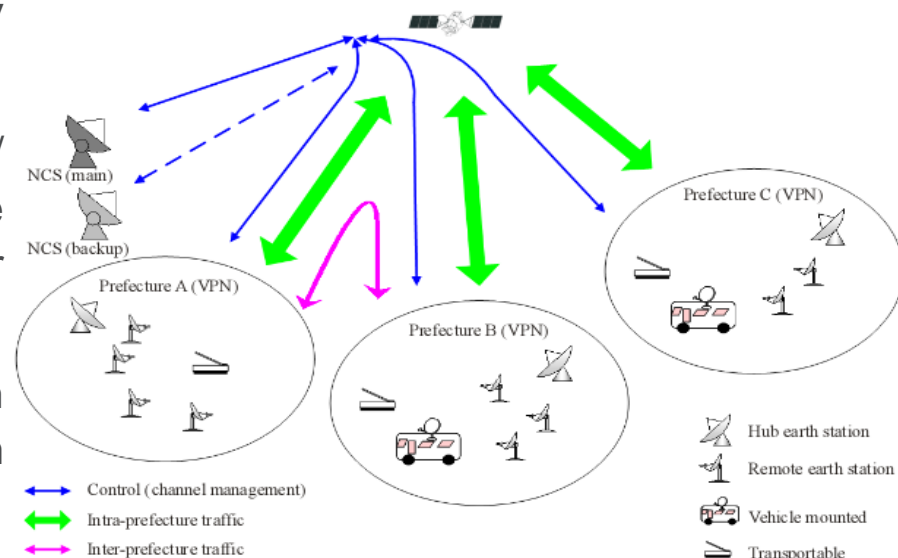 NCS (main)
NCS (backup)
Prefecture A (VPN)
Prefecture B (VPN)
Prefecture C (VPN)
Control (channel management)
Intra-prefecture traffic
Inter-prefecture traffic
Hub earth station
Remote earth station
Vehicle mounted
Transportable